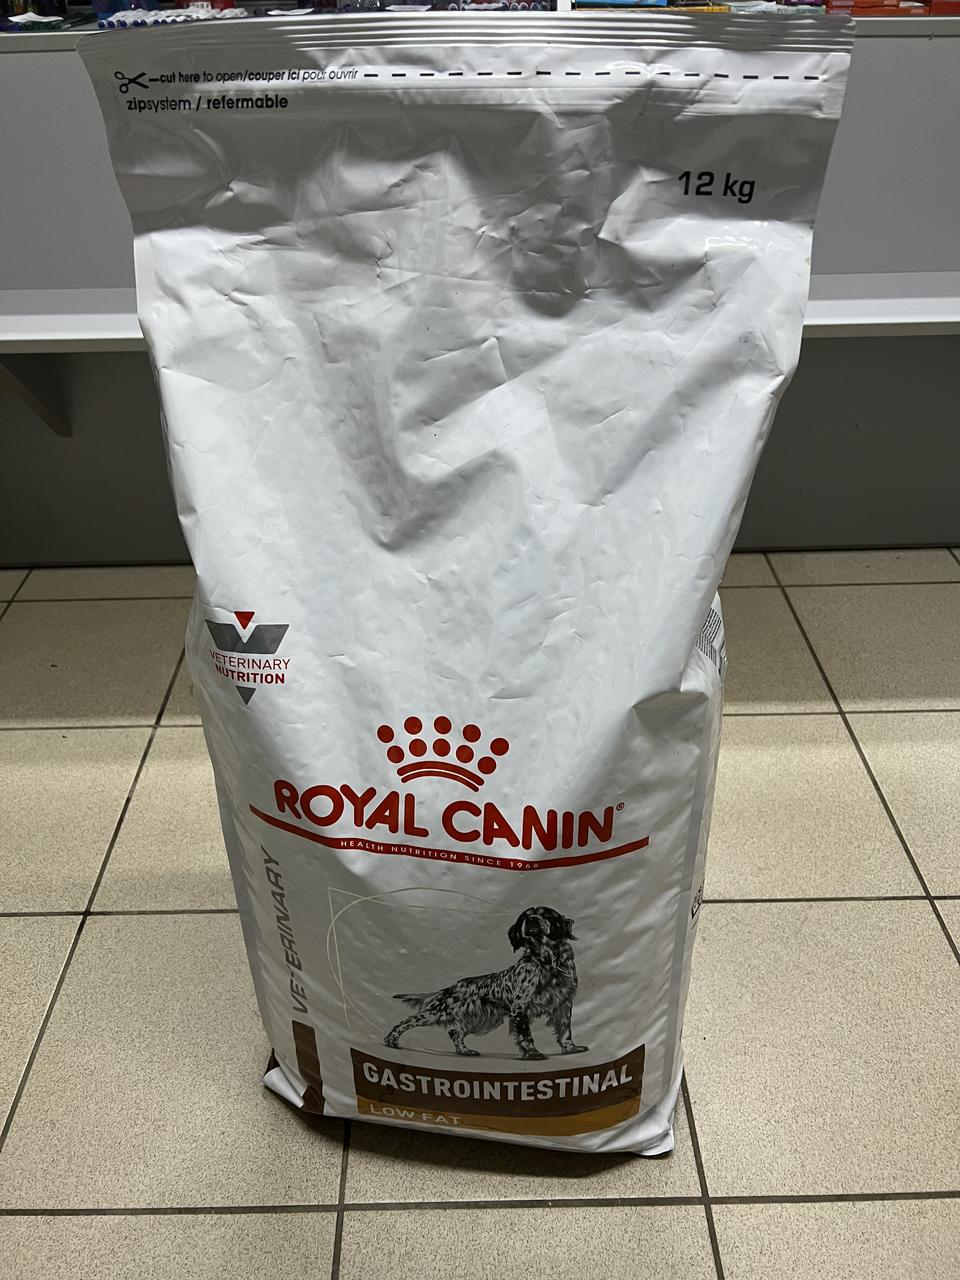 cut here to open/couper ici pour ouvrir
zipsystem / refermable
12 kg
VETERINARY
NUTRITION
ROYAL CANIN®
HEALTH NUTRITION SINCE 1968
VETERINARY
GASTROINTESTINAL
LOW FAT